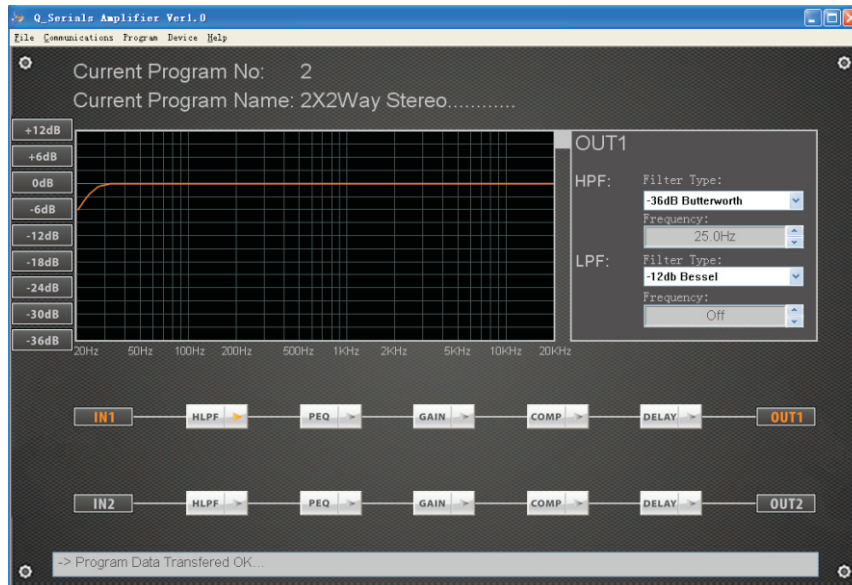 Q_Serials Amplifier Ver1.0
File Communications Program Device Help
Current Program No: 2
Current Program Name: 2X2Way Stereo............
+12dB
+6dB
0dB
-6dB
-12dB
-18dB
-24dB
-30dB
-36dB
20Hz 50Hz 100Hz 200Hz 500Hz 1KHz 2KHz 5KHz 10KHz 20KHz
OUT1
HPF: Filter Type:
-36dB Butterworth
Frequency:
25.0Hz
LPF: Filter Type:
-12db Bessel
Frequency:
Off
IN1 HLPF PEQ GAIN COMP DELAY OUT1
IN2 HLPF PEQ GAIN COMP DELAY OUT2
-> Program Data Transfered OK...